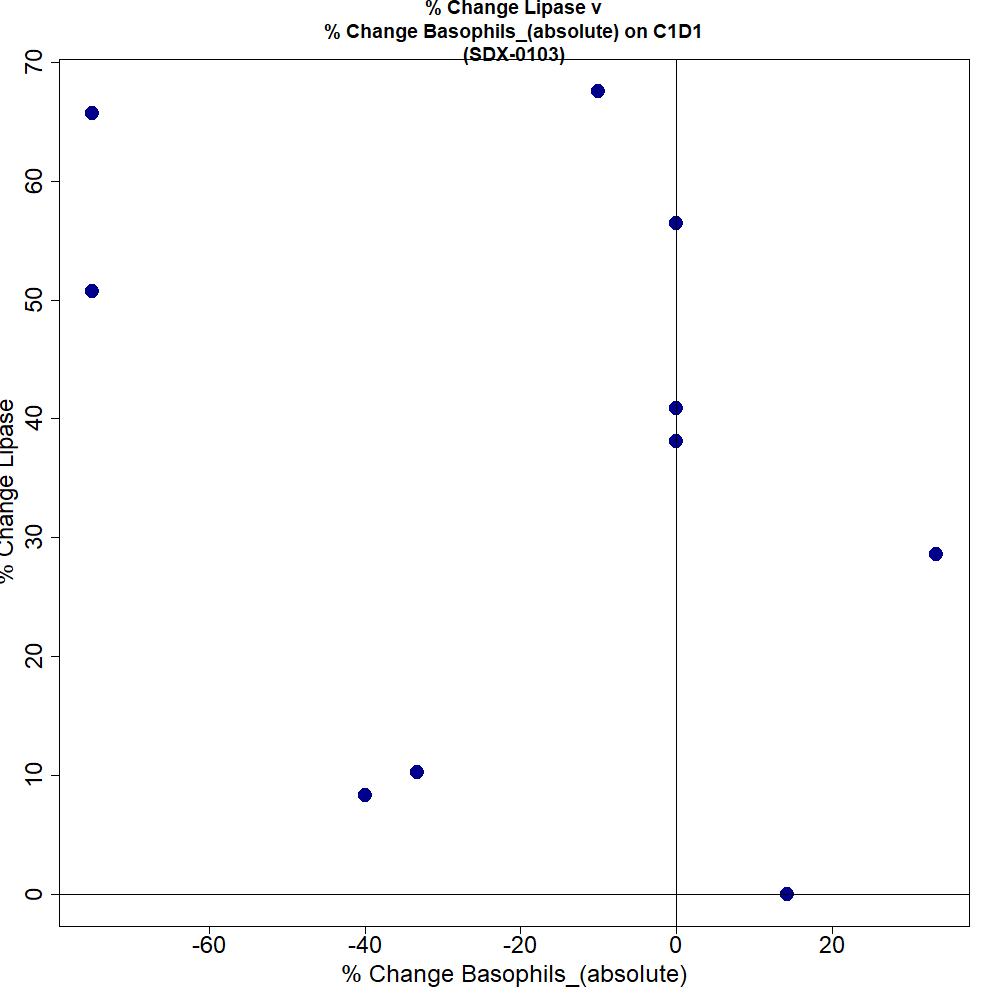 % Change Lipase v
% Change Basophils_(absolute) on C1D1
(SDX-0103)
% Change Lipase
70
60
50
40
30
20
10
0
-60
-40
-20
0
20
% Change Basophils_(absolute)